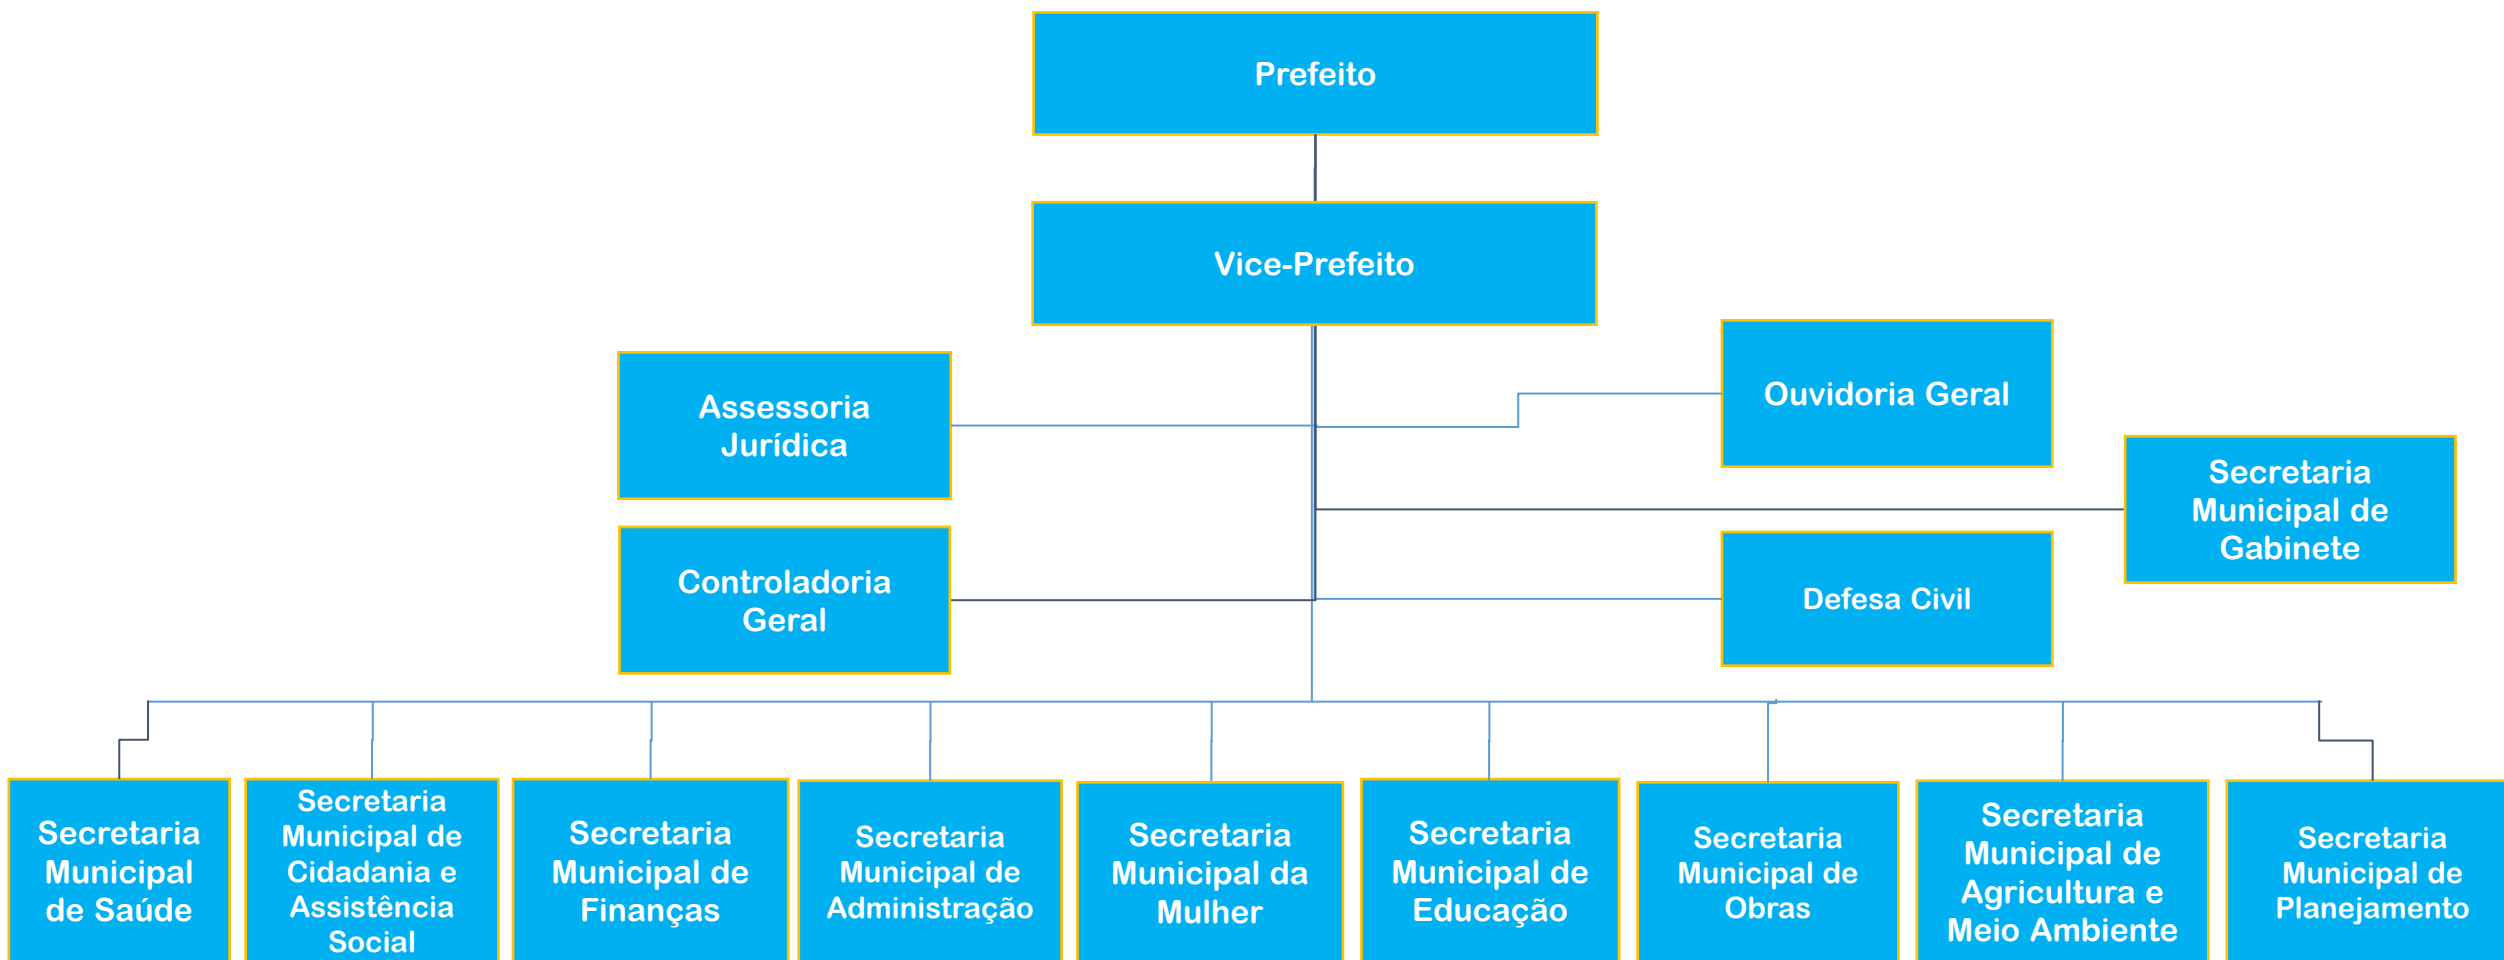 Prefeito
Vice-Prefeito
Ouvidoria Geral
Assessoria
Jurídica
Secretaria
Municipal de
Gabinete
Controladoria
Geral
Defesa Civil
Secretaria
Municipal
de Saúde
Secretaria
Municipal de
Cidadania e
Assistência
Social
Secretaria
Municipal de
Finanças
Secretaria
Municipal de
Administração
Secretaria
Municipal da
Mulher
Secretaria
Municipal de
Educação
Secretaria
Municipal de
Obras
Secretaria
Municipal de
Agricultura e
Meio Ambiente
Secretaria
Municipal de
Planejamento